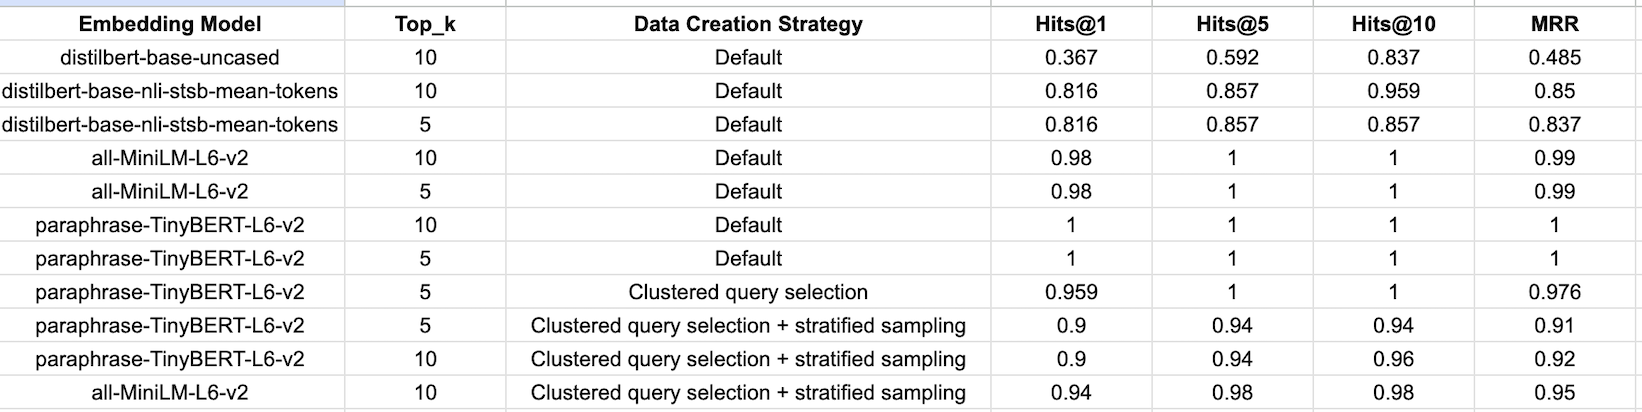 Embedding Model Top_k Data Creation Strategy Hits@1 Hits@5 Hits@10 MRR
distilbert-base-uncased 10 Default 0.367 0.592 0.837 0.485
distilbert-base-nli-stsb-mean-tokens 10 Default 0.816 0.857 0.959 0.85
distilbert-base-nli-stsb-mean-tokens 5 Default 0.816 0.857 0.857 0.837
all-MiniLM-L6-v2 10 Default 0.98 1 1 0.99
all-MiniLM-L6-v2 5 Default 0.98 1 1 0.99
paraphrase-TinyBERT-L6-v2 10 Default 1 1 1 1
paraphrase-TinyBERT-L6-v2 5 Default 1 1 1 1
paraphrase-TinyBERT-L6-v2 5 Clustered query selection 0.959 1 1 0.976
paraphrase-TinyBERT-L6-v2 5 Clustered query selection + stratified sampling 0.9 0.94 0.94 0.91
paraphrase-TinyBERT-L6-v2 10 Clustered query selection + stratified sampling 0.9 0.94 0.96 0.92
all-MiniLM-L6-v2 10 Clustered query selection + stratified sampling 0.94 0.98 0.98 0.95